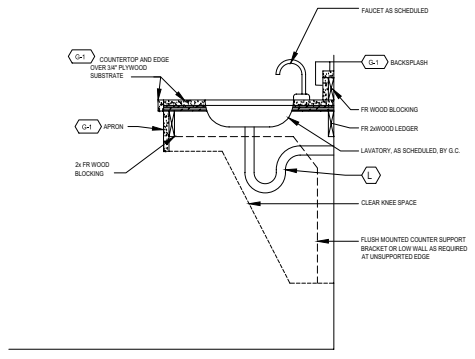 FAUCET AS SCHEDULED
G-1 COUNTERTOP AND EDGE
OVER 3/4" PLYWOOD
SUBSTRATE
G-1 BACKSPLASH
FR WOOD BLOCKING
G-1 APRON
FR 2xWOOD LEDGER
LAVATORY, AS SCHEDULED, BY G.C.
2x FR WOOD
BLOCKING
L
CLEAR KNEE SPACE
FLUSH MOUNTED COUNTER SUPPORT
BRACKET OR LOW WALL AS REQUIRED
AT UNSUPPORTED EDGE